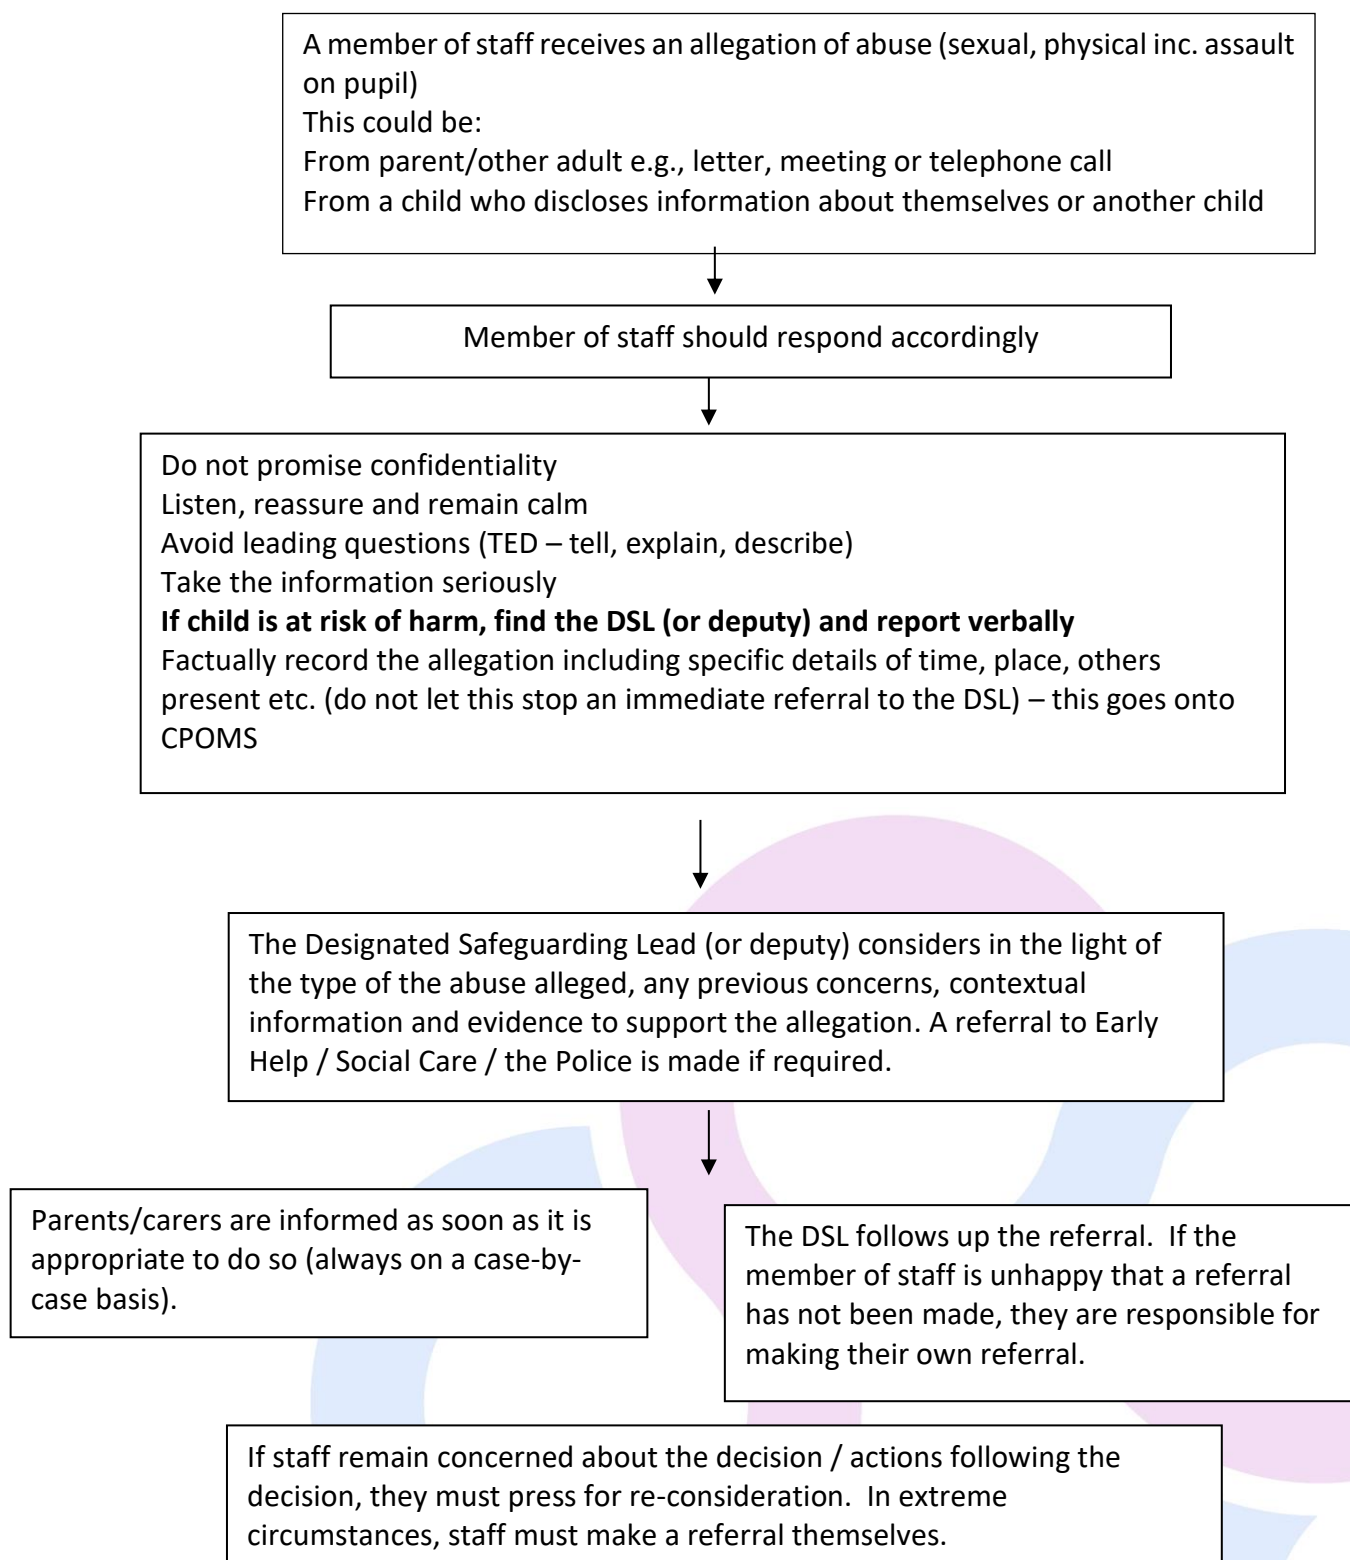 A member of staff receives an allegation of abuse (sexual, physical inc. assault
on pupil)
This could be:
From parent/other adult e.g., letter, meeting or telephone call
From a child who discloses information about themselves or another child
Member of staff should respond accordingly
Do not promise confidentiality
Listen, reassure and remain calm
Avoid leading questions (TED – tell, explain, describe)
Take the information seriously
If child is at risk of harm, find the DSL (or deputy) and report verbally
Factually record the allegation including specific details of time, place, others
present etc. (do not let this stop an immediate referral to the DSL) – this goes onto
CPOMS
The Designated Safeguarding Lead (or deputy) considers in the light of
the type of the abuse alleged, any previous concerns, contextual
information and evidence to support the allegation. A referral to Early
Help / Social Care / the Police is made if required.
Parents/carers are informed as soon as it is
appropriate to do so (always on a case-by-
case basis).
The DSL follows up the referral.  If the
member of staff is unhappy that a referral
has not been made, they are responsible for
making their own referral.
If staff remain concerned about the decision / actions following the
decision, they must press for re-consideration.  In extreme
circumstances, staff must make a referral themselves.